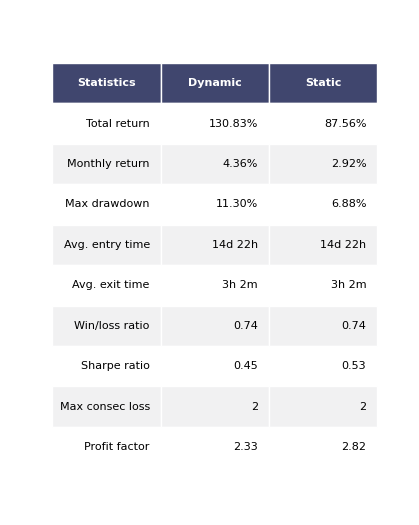 Statistics Dynamic Static
Total return 130.83% 87.56%
Monthly return 4.36% 2.92%
Max drawdown 11.30% 6.88%
Avg. entry time 14d 22h 14d 22h
Avg. exit time 3h 2m 3h 2m
Win/loss ratio 0.74 0.74
Sharpe ratio 0.45 0.53
Max consec loss 2 2
Profit factor 2.33 2.82